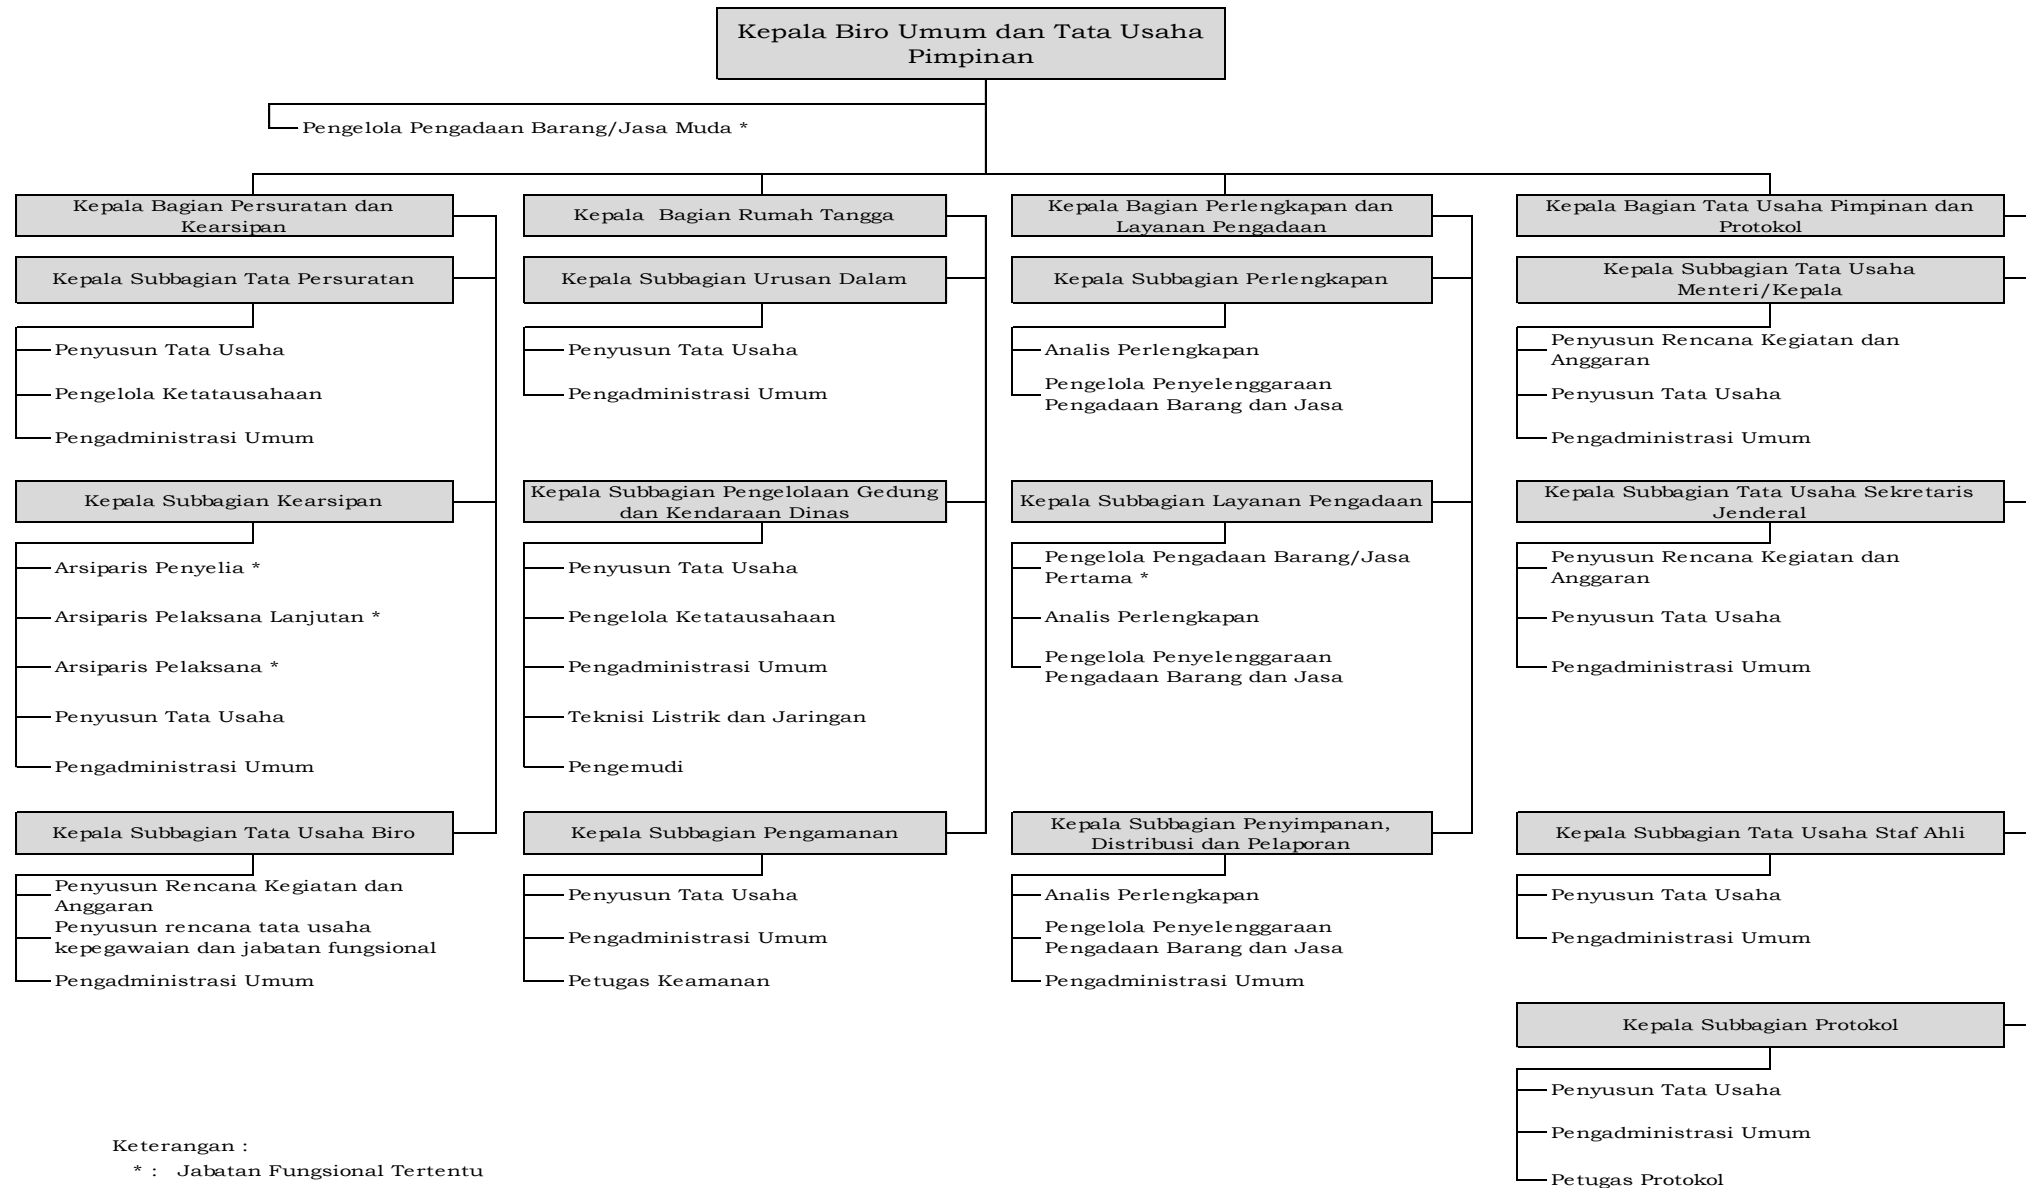 Kepala Biro Umum dan Tata Usaha
Pimpinan
Pengelola Pengadaan Barang/Jasa Muda *
Kepala Bagian Persuratan dan
Kearsipan
Kepala Subbagian Tata Persuratan
Penyusun Tata Usaha
Pengelola Ketatausahaan
Pengadministrasi Umum
Kepala Subbagian Kearsipan
Arsiparis Penyelia *
Arsiparis Pelaksana Lanjutan *
Arsiparis Pelaksana *
Penyusun Tata Usaha
Pengadministrasi Umum
Kepala Subbagian Tata Usaha Biro
Penyusun Rencana Kegiatan dan
Anggaran
Penyusun rencana tata usaha
kepegawaian dan jabatan fungsional
Pengadministrasi Umum
Kepala  Bagian Rumah Tangga
Kepala Subbagian Urusan Dalam
Penyusun Tata Usaha
Pengadministrasi Umum
Kepala Subbagian Pengelolaan Gedung
dan Kendaraan Dinas
Penyusun Tata Usaha
Pengelola Ketatausahaan
Pengadministrasi Umum
Teknisi Listrik dan Jaringan
Pengemudi
Kepala Subbagian Pengamanan
Penyusun Tata Usaha
Pengadministrasi Umum
Petugas Keamanan
Kepala Bagian Perlengkapan dan
Layanan Pengadaan
Kepala Subbagian Perlengkapan
Analis Perlengkapan
Pengelola Penyelenggaraan
Pengadaan Barang dan Jasa
Kepala Subbagian Layanan Pengadaan
Pengelola Pengadaan Barang/Jasa
Pertama *
Analis Perlengkapan
Pengelola Penyelenggaraan
Pengadaan Barang dan Jasa
Kepala Subbagian Penyimpanan,
Distribusi dan Pelaporan
Analis Perlengkapan
Pengelola Penyelenggaraan
Pengadaan Barang dan Jasa
Pengadministrasi Umum
Kepala Bagian Tata Usaha Pimpinan dan
Protokol
Kepala Subbagian Tata Usaha
Menteri/Kepala
Penyusun Rencana Kegiatan dan
Anggaran
Penyusun Tata Usaha
Pengadministrasi Umum
Kepala Subbagian Tata Usaha Sekretaris
Jenderal
Penyusun Rencana Kegiatan dan
Anggaran
Penyusun Tata Usaha
Pengadministrasi Umum
Kepala Subbagian Tata Usaha Staf Ahli
Penyusun Tata Usaha
Pengadministrasi Umum
Kepala Subbagian Protokol
Penyusun Tata Usaha
Pengadministrasi Umum
Petugas Protokol
Keterangan :
* : Jabatan Fungsional Tertentu